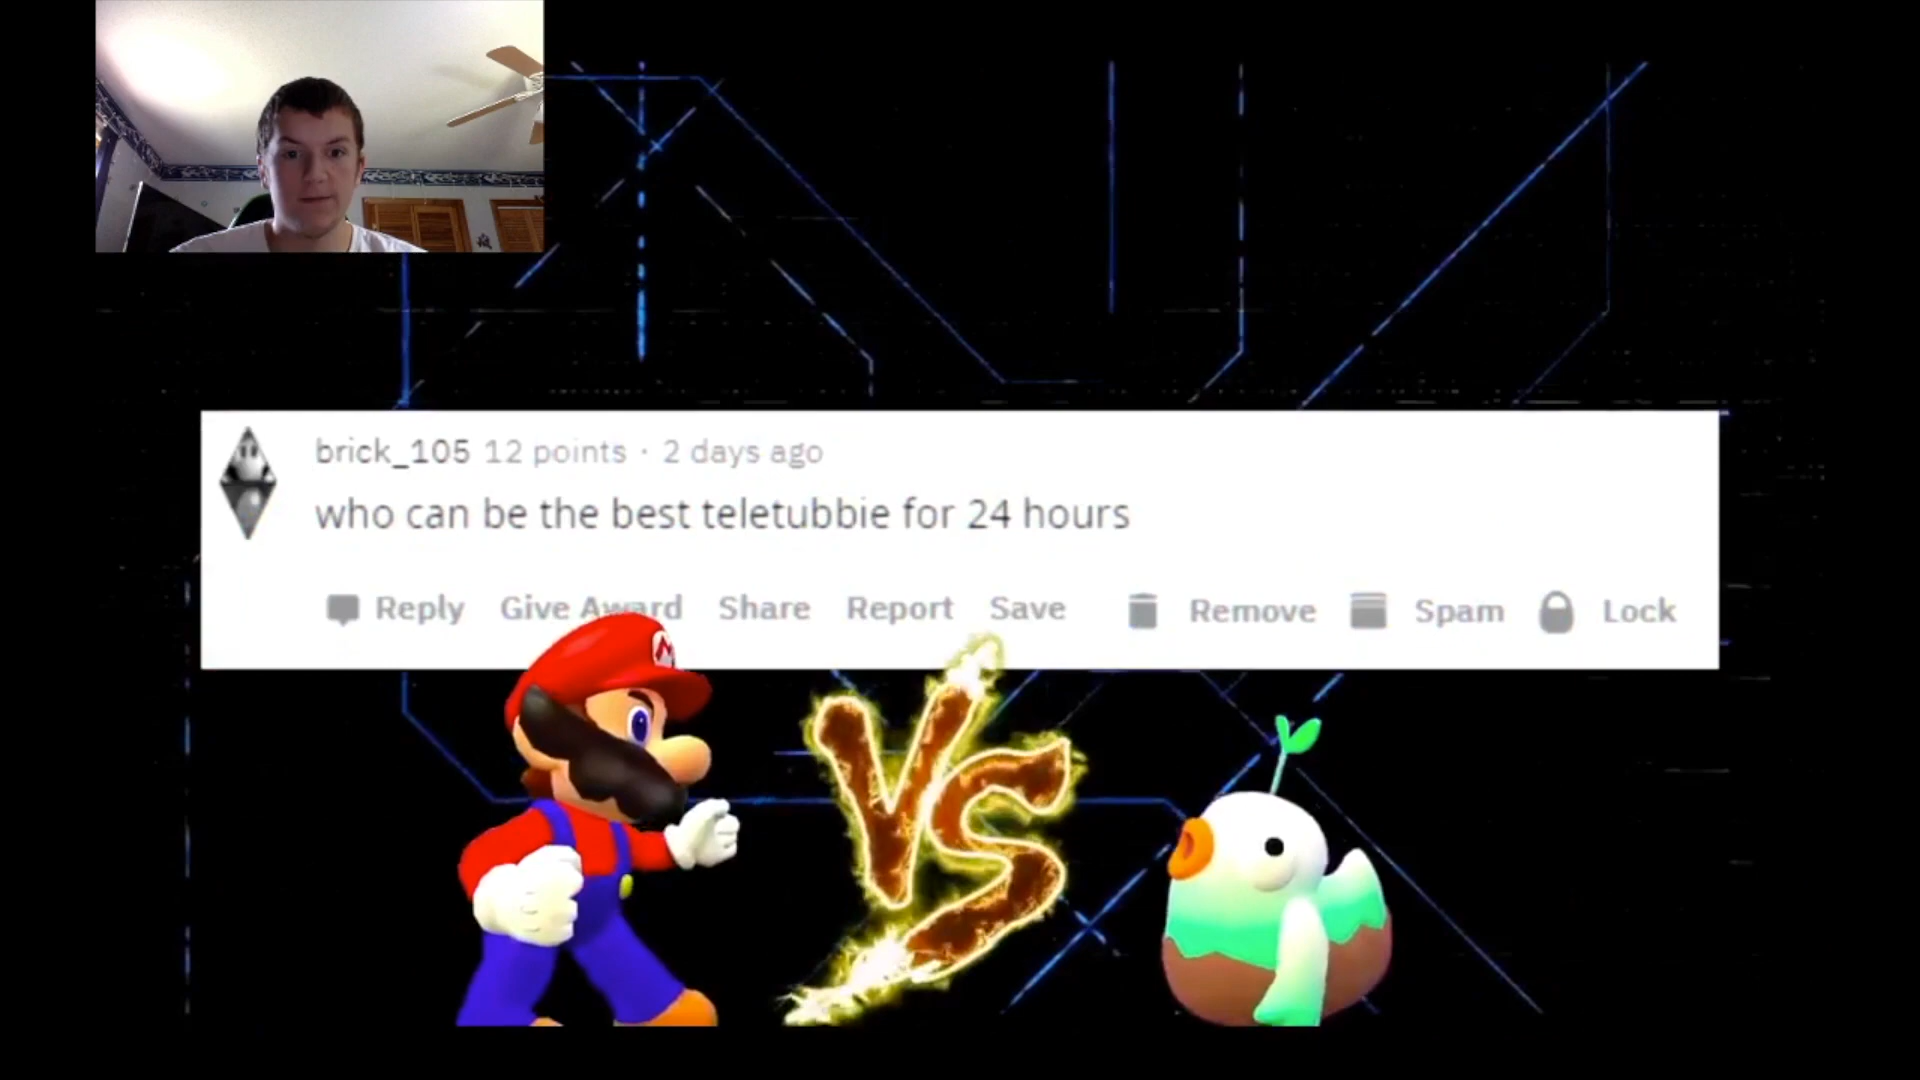 brick_105 12 points · 2 days ago
who can be the best teletubbie for 24 hours
Reply Give Award Share Report Save Remove Spam Lock
M
VS